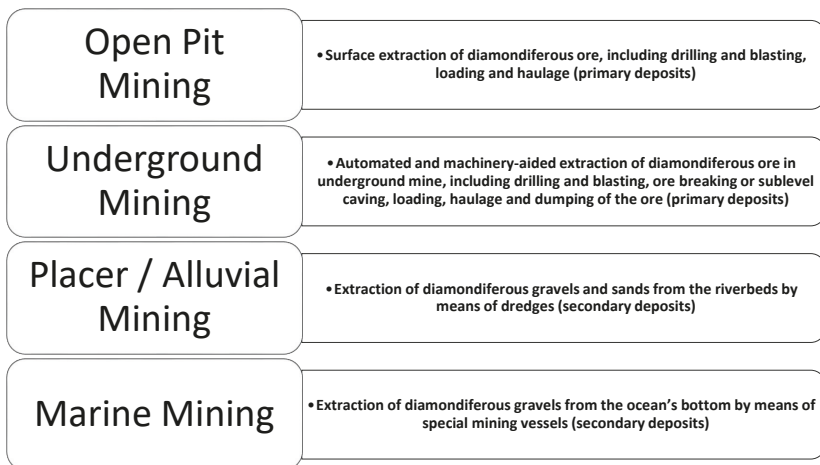 Open Pit
Mining
•Surface extraction of diamondiferous ore, including drilling and blasting,
loading and haulage (primary deposits)
Underground
Mining
•Automated and machinery-aided extraction of diamondiferous ore in
underground mine, including drilling and blasting, ore breaking or sublevel
caving, loading, haulage and dumping of the ore (primary deposits)
Placer / Alluvial
Mining
•Extraction of diamondiferous gravels and sands from the riverbeds by
means of dredges (secondary deposits)
Marine Mining
•Extraction of diamondiferous gravels from the ocean’s bottom by means of
special mining vessels (secondary deposits)